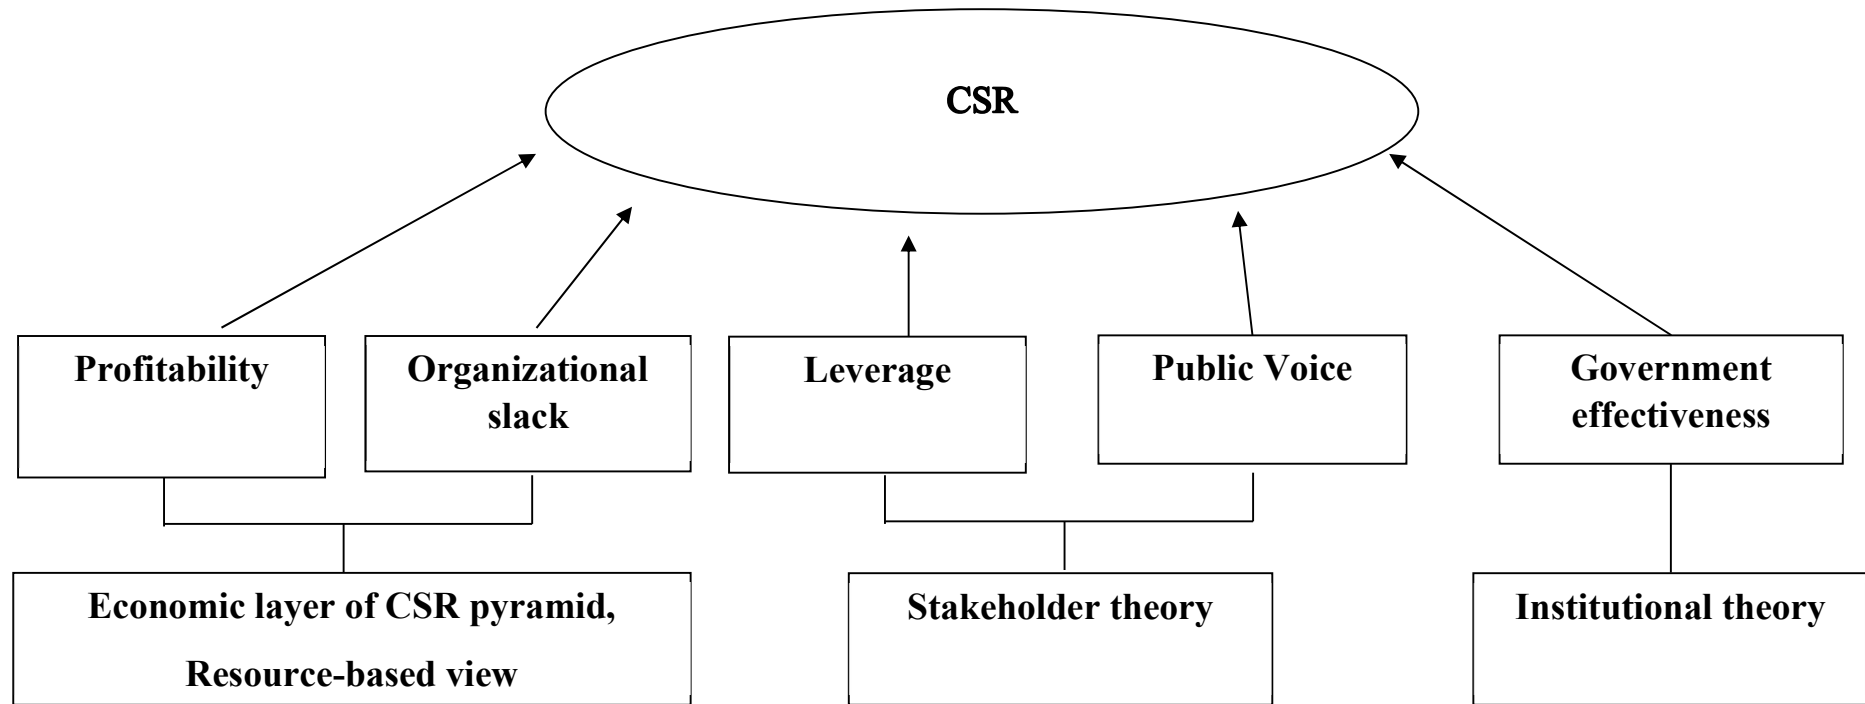 CSR
Profitability
Organizational
slack
Leverage
Public Voice
Government
effectiveness
Economic layer of CSR pyramid,
Resource-based view
Stakeholder theory
Institutional theory